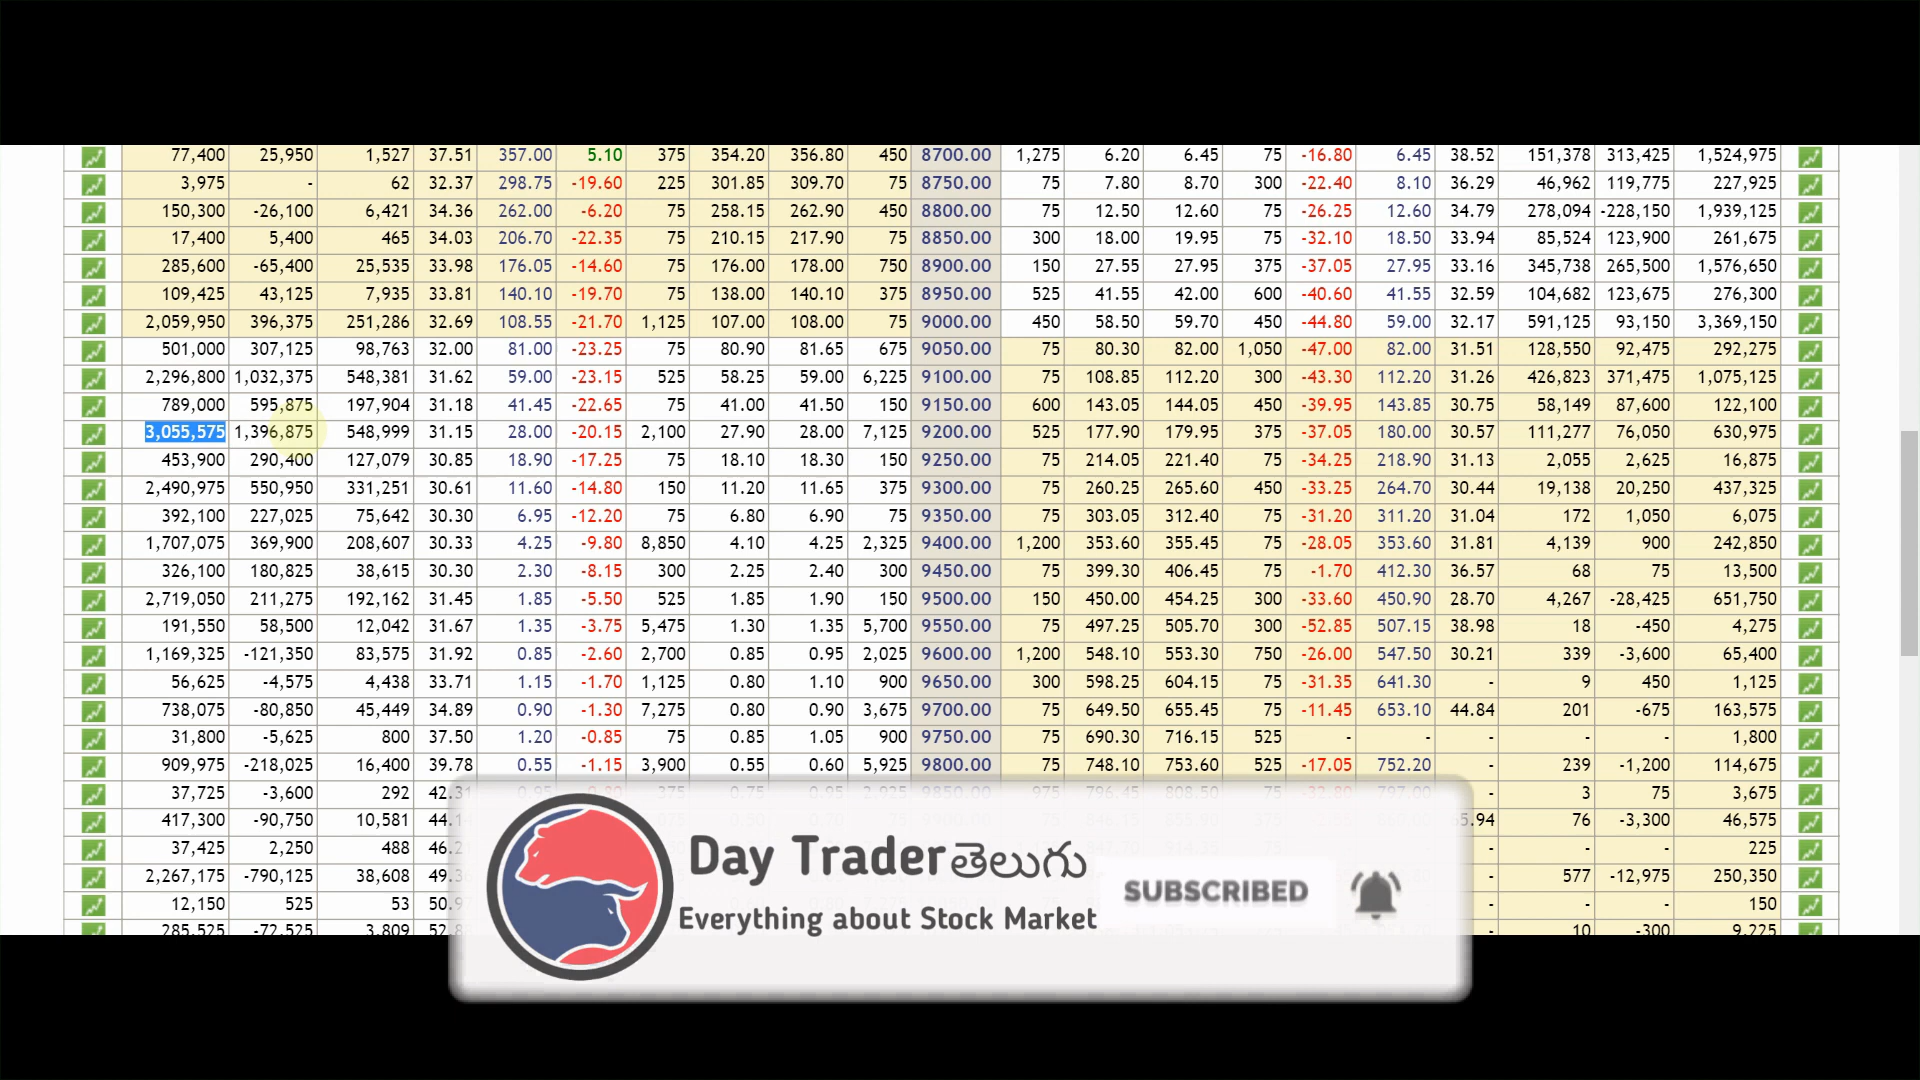 77,400 25,950 1,527 37.51 357.00 5.10 375 354.20 356.80 450 8700.00 1,275 6.20 6.45 75 -16.80 6.45 38.52 151,378 313,425 1,524,975
3,975 - 62 32.37 298.75 -19.60 225 301.85 309.70 75 8750.00 75 7.80 8.70 300 -22.40 8.10 36.29 46,962 119,775 227,925
150,300 -26,100 6,421 34.36 262.00 -6.20 75 258.15 262.90 450 8800.00 75 12.50 12.60 75 -26.25 12.60 34.79 278,094 -228,150 1,939,125
17,400 5,400 465 34.03 206.70 -22.35 75 210.15 217.90 75 8850.00 300 18.00 19.95 75 -32.10 18.50 33.94 85,524 123,900 261,675
285,600 -65,400 25,535 33.98 176.05 -14.60 75 176.00 178.00 750 8900.00 150 27.55 27.95 375 -37.05 27.95 33.16 345,738 265,500 1,576,650
109,425 43,125 7,935 33.81 140.10 -19.70 75 138.00 140.10 375 8950.00 525 41.55 42.00 600 -40.60 41.55 32.59 104,682 123,675 276,300
2,059,950 396,375 251,286 32.69 108.55 -21.70 1,125 107.00 108.00 75 9000.00 450 58.50 59.70 450 -44.80 59.00 32.17 591,125 93,150 3,369,150
501,000 307,125 98,763 32.00 81.00 -23.25 75 80.90 81.65 675 9050.00 75 80.30 82.00 1,050 -47.00 82.00 31.51 128,550 92,475 292,275
2,296,800 1,032,375 548,381 31.62 59.00 -23.15 525 58.25 59.00 6,225 9100.00 75 108.85 112.20 300 -43.30 112.20 31.26 426,823 371,475 1,075,125
789,000 595,875 197,904 31.18 41.45 -22.65 75 41.00 41.50 150 9150.00 600 143.05 144.05 450 -39.95 143.85 30.75 58,149 87,600 122,100
3,055,575 1,396,875 548,999 31.15 28.00 -20.15 2,100 27.90 28.00 7,125 9200.00 525 177.90 179.95 375 -37.05 180.00 30.57 111,277 76,050 630,975
453,900 290,400 127,079 30.85 18.90 -17.25 75 18.10 18.30 150 9250.00 75 214.05 221.40 75 -34.25 218.90 31.13 2,055 2,625 16,875
2,490,975 550,950 331,251 30.61 11.60 -14.80 150 11.20 11.65 375 9300.00 75 260.25 265.60 450 -33.25 264.70 30.44 19,138 20,250 437,325
392,100 227,025 75,642 30.30 6.95 -12.20 75 6.80 6.90 75 9350.00 75 303.05 312.40 75 -31.20 311.20 31.04 172 1,050 6,075
1,707,075 369,900 208,607 30.33 4.25 -9.80 8,850 4.10 4.25 2,325 9400.00 1,200 353.60 355.45 75 -28.05 353.60 31.81 4,139 900 242,850
326,100 180,825 38,615 30.30 2.30 -8.15 300 2.25 2.40 300 9450.00 75 399.30 406.45 75 -1.70 412.30 36.57 68 75 13,500
2,719,050 211,275 192,162 31.45 1.85 -5.50 525 1.85 1.90 150 9500.00 150 450.00 454.25 300 -33.60 450.90 28.70 4,267 -28,425 651,750
191,550 58,500 12,042 31.67 1.35 -3.75 5,475 1.30 1.35 5,700 9550.00 75 497.25 505.70 300 -52.85 507.15 38.98 18 -450 4,275
1,169,325 -121,350 83,575 31.92 0.85 -2.60 2,700 0.85 0.95 2,025 9600.00 1,200 548.10 553.30 750 -26.00 547.50 30.21 339 -3,600 65,400
56,625 -4,575 4,438 33.71 1.15 -1.70 1,125 0.80 1.10 900 9650.00 300 598.25 604.15 75 -31.35 641.30 - 9 450 1,125
738,075 -80,850 45,449 34.89 0.90 -1.30 7,275 0.80 0.90 3,675 9700.00 75 649.50 655.45 75 -11.45 653.10 44.84 201 -675 163,575
31,800 -5,625 800 37.50 1.20 -0.85 75 0.85 1.05 900 9750.00 75 690.30 716.15 525 - - - - - 1,800
909,975 -218,025 16,400 39.78 0.55 -1.15 3,900 0.55 0.60 5,925 9800.00 75 748.10 753.60 525 -17.05 752.20 - 239 -1,200 114,675
37,725 -3,600 292 - 3 75 3,675
417,300 -90,750 10,581 76 -3,300 46,575
37,425 2,250 488 - - - 225
2,267,175 -790,125 38,608 - 577 -12,975 250,350
12,150 525 53 - - - 150
285,525 -72,525 3,809 - 10 -300 9,225
Day Trader తెలుగు
Everything about Stock Market
SUBSCRIBED